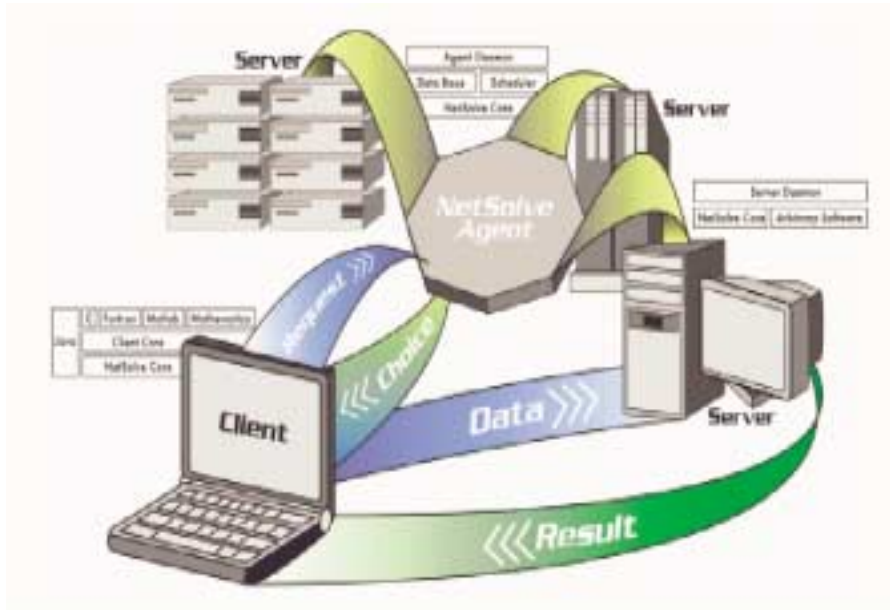 Server
Agent Daemon
Data Base Scheduler
NetSolve Core
Server
NetSolve
Agent
Server Daemon
NetSolve Core Arbitrary Software
Request >>>
C Fortran Matlab Mathematica
Java
Client Core
NetSolve Core
<<< Choice
Client
Data >>>
Server
<<< Result